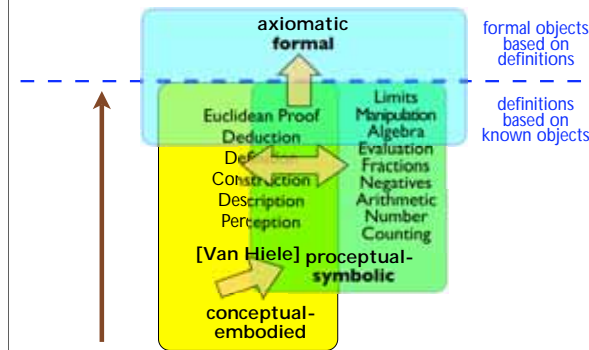 axiomatic
formal
formal objects
based on
definitions
definitions
based on
known objects
Euclidean Proof
Deduction
Definition
Construction
Description
Perception
Limits
Manipulation
Algebra
Evaluation
Fractions
Negatives
Arithmetic
Number
Counting
[Van Hiele]
proceptual-
symbolic
conceptual-
embodied